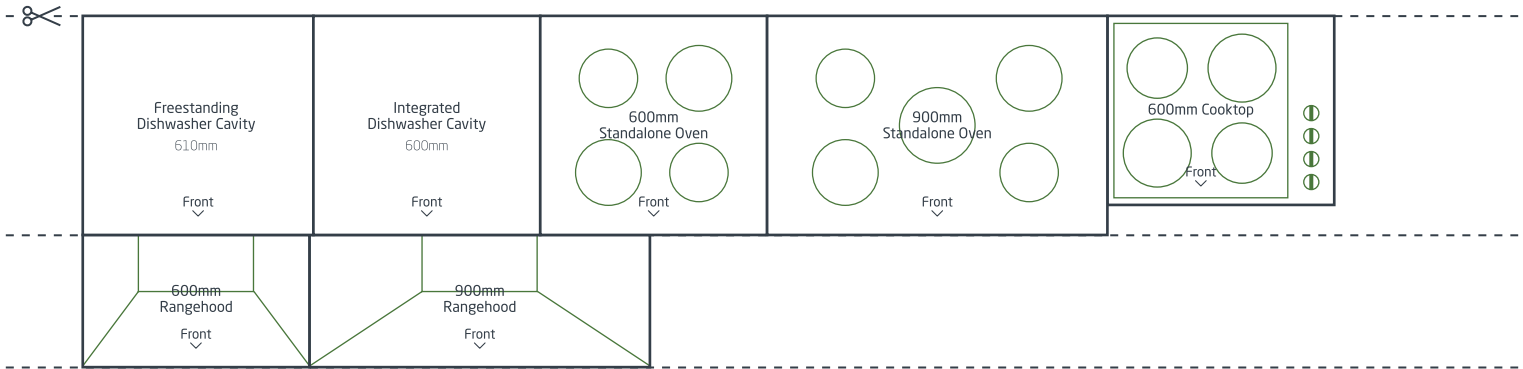 Freestanding
Dishwasher Cavity
610mm
Front
Integrated
Dishwasher Cavity
600mm
Front
600mm
Standalone Oven
Front
900mm
Standalone Oven
Front
600mm Cooktop
Front
600mm
Rangehood
Front
900mm
Rangehood
Front